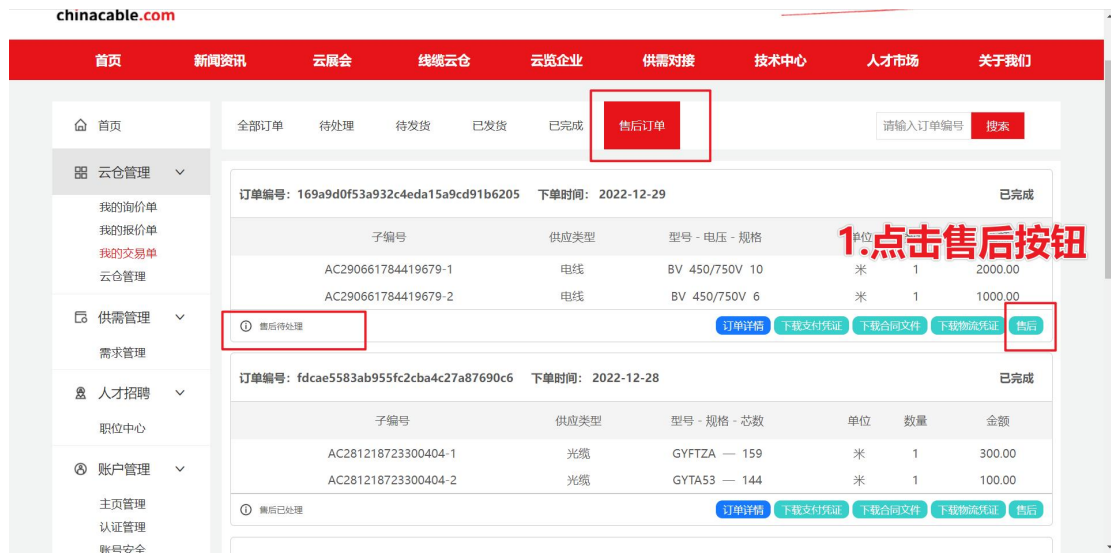 chinacable.com
首页 新闻资讯 云展会 线缆云仓 云览企业 供需对接 技术中心 人才市场 关于我们
首页
全部订单 待处理 待发货 已发货 已完成 售后订单 请输入订单编号 搜索
云仓管理
我的询价单
我的报价单
我的交易单
云仓管理
供需管理
需求管理
人才招聘
职位中心
账户管理
主页管理
认证管理
账号安全
订单编号: 169a9d0f53a932c4eda15a9cd91b6205 下单时间: 2022-12-29 已完成
子编号 供应类型 型号 - 电压 - 规格 单位
1.点击售后按钮
AC290661784419679-1 电线 BV 450/750V 10 米 1 2000.00
AC290661784419679-2 电线 BV 450/750V 6 米 1 1000.00
售后待处理 订单详情 下载支付凭证 下载合同文件 下载物流凭证 售后
订单编号: fdcae5583ab955fc2cba4c27a87690c6 下单时间: 2022-12-28 已完成
子编号 供应类型 型号 - 规格 - 芯数 单位 数量 金额
AC281218723300404-1 光缆 GYFTZA — 159 米 1 300.00
AC281218723300404-2 光缆 GYTA53 — 144 米 1 100.00
售后已处理 订单详情 下载支付凭证 下载合同文件 下载物流凭证 售后